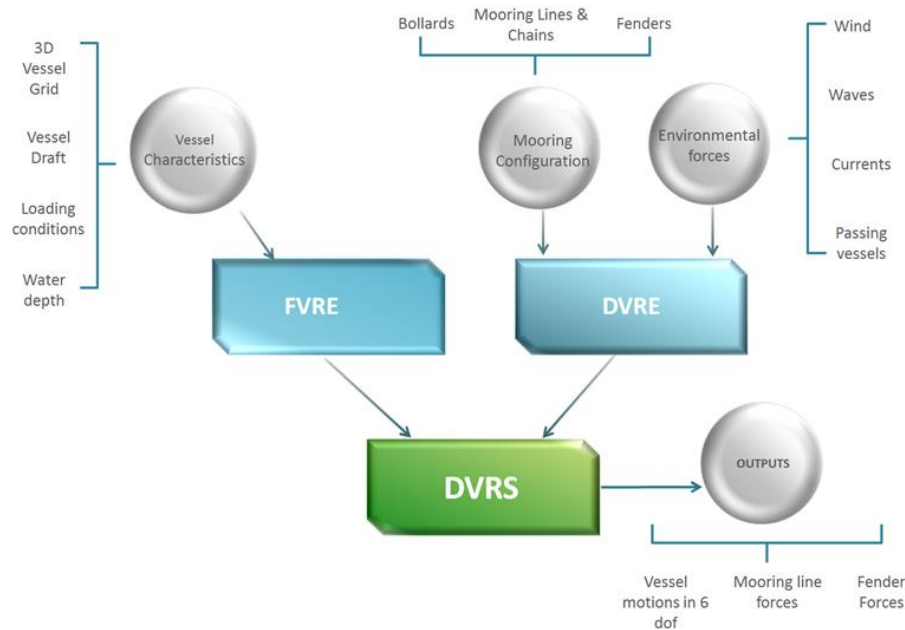 3D
Vessel
Grid
Vessel
Draft
Loading
conditions
Water
depth
Vessel
Characteristics
Bollards
Mooring Lines &
Chains
Fenders
Mooring
Configuration
Environmental
forces
Wind
Waves
Currents
Passing
vessels
FVRE
DVRE
DVRS
OUTPUTS
Vessel
motions in 6
dof
Mooring line
forces
Fender
Forces